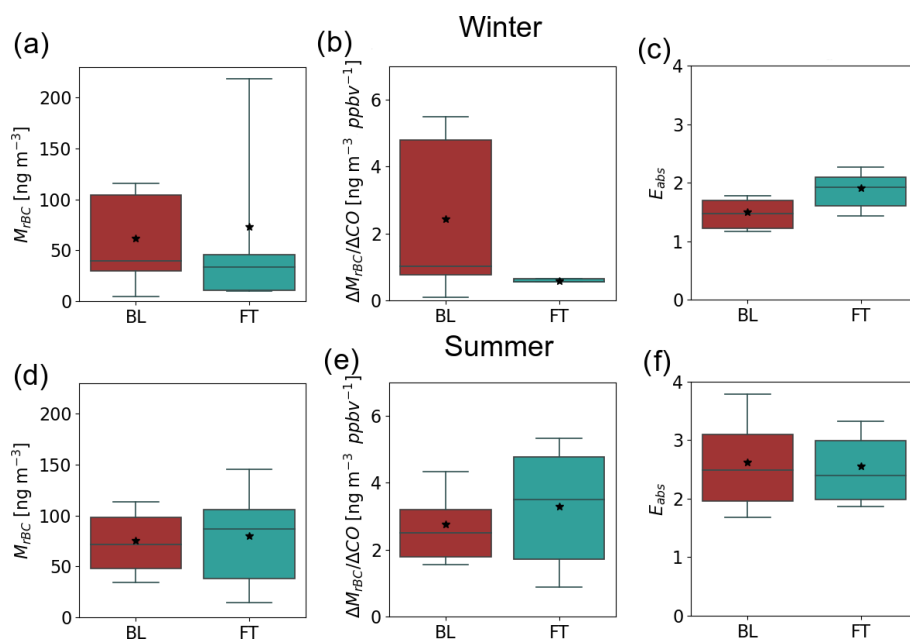 Winter
(a)
M_rBC [ng m⁻³]
200
150
100
50
0
BL
FT
(b)
ΔM_rBC/ΔCO [ng m⁻³ ppbv⁻¹]
6
4
2
0
BL
FT
(c)
E_abs
4
3
2
1
0
BL
FT
Summer
(d)
M_rBC [ng m⁻³]
200
150
100
50
0
BL
FT
(e)
ΔM_rBC/ΔCO [ng m⁻³ ppbv⁻¹]
6
4
2
0
BL
FT
(f)
E_abs
4
3
2
1
0
BL
FT